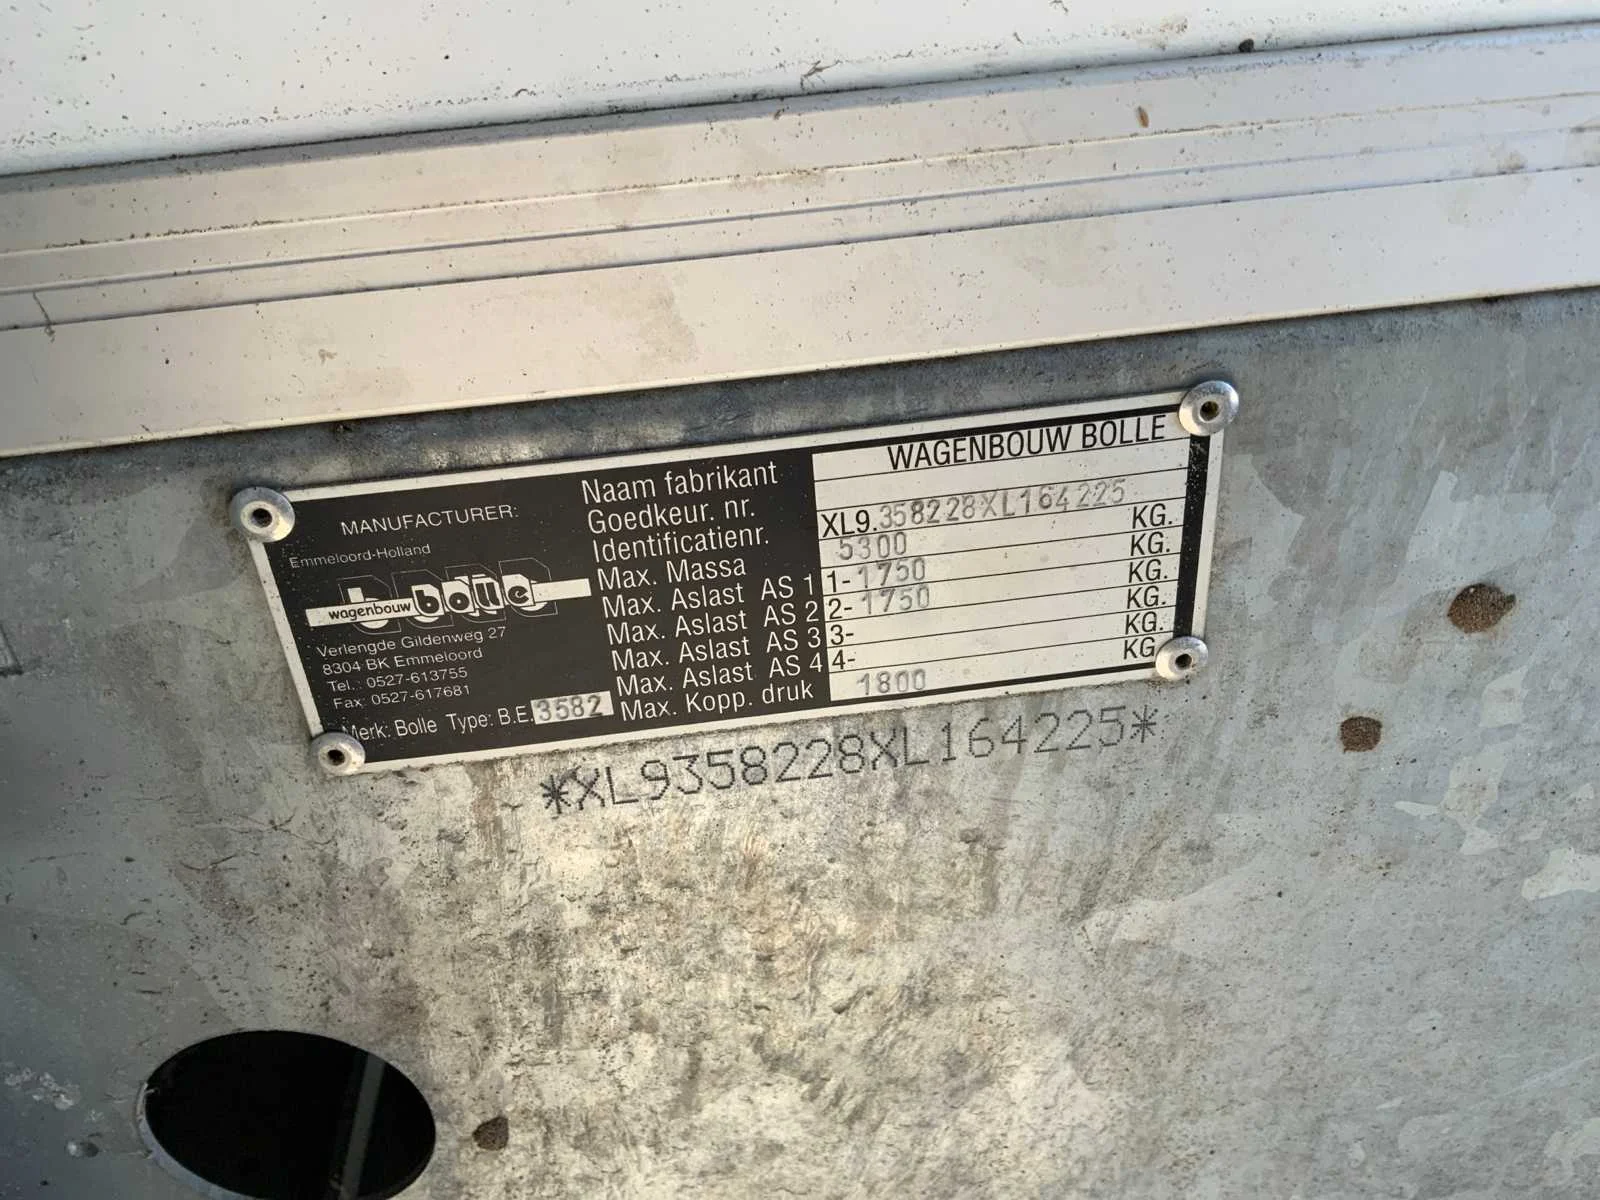 MANUFACTURER:
Emmeloord-Holland
wagenbouw bolle
Verlengde Gildenweg 27
8304 BK Emmeloord
Tel.: 0527-613755
Fax: 0527-617681
Merk: Bolle Type: B.E. 3582
Naam fabrikant WAGENBOUW BOLLE
Goedkeur. nr.
Identificatienr. XL9.358228XL164225
Max. Massa 5300 KG.
Max. Aslast AS 1 1-1750 KG.
Max. Aslast AS 2 2-1750 KG.
Max. Aslast AS 3 3- KG.
Max. Aslast AS 4 4- KG.
Max. Kopp. druk 1800 KG.
*XL9358228XL164225*